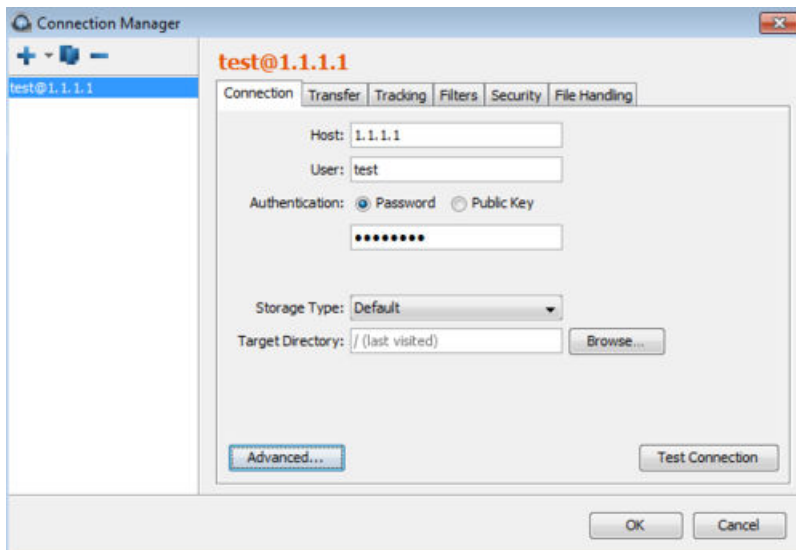 Connection Manager
test@1.1.1.1
test@1.1.1.1
Connection Transfer Tracking Filters Security File Handling
Host: 1.1.1.1
User: test
Authentication: Password Public Key
••••••••
Storage Type: Default
Target Directory: / (last visited) Browse...
Advanced... Test Connection
OK Cancel